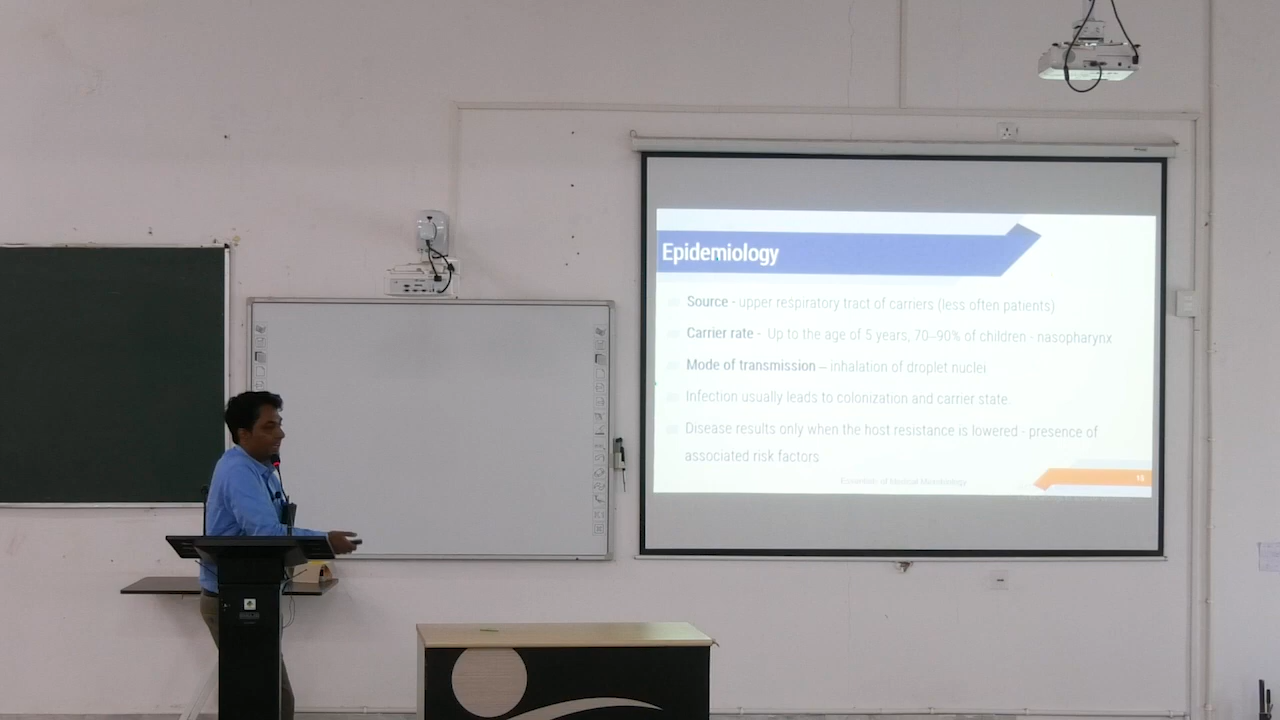 Epidemiology
Source - upper respiratory tract of carriers (less often patients)
Carrier rate - Up to the age of 5 years, 70–90% of children - nasopharynx
Mode of transmission – inhalation of droplet nuclei
Infection usually leads to colonization and carrier state.
Disease results only when the host resistance is lowered - presence of
associated risk factors
Essentials of Medical Microbiology
15